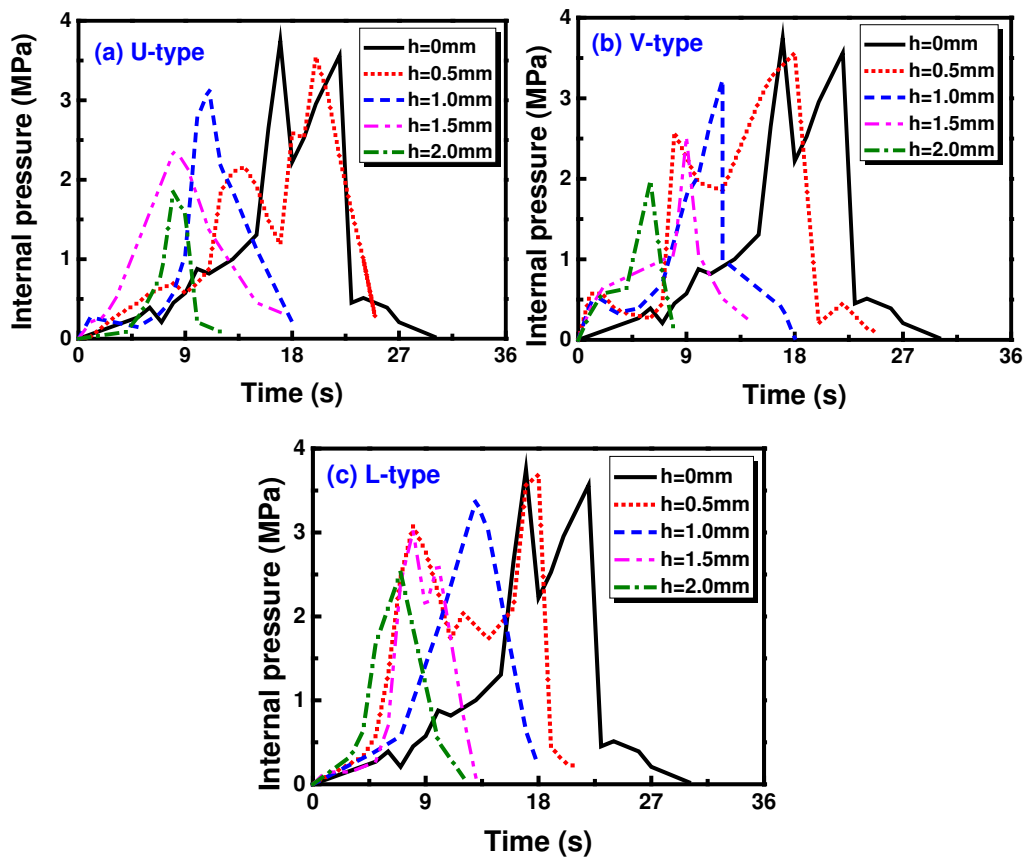 (a) U-type
h=0mm
h=0.5mm
h=1.0mm
h=1.5mm
h=2.0mm
Internal pressure (MPa)
4
3
2
1
0
0 9 18 27 36
Time (s)
(b)
V-type
h=0mm
h=0.5mm
h=1.0mm
h=1.5mm
h=2.0mm
Internal pressure (MPa)
4
3
2
1
0
0 9 18 27 36
Time (s)
(c) L-type
h=0mm
h=0.5mm
h=1.0mm
h=1.5mm
h=2.0mm
Internal pressure (MPa)
4
3
2
1
0
0 9 18 27 36
Time (s)